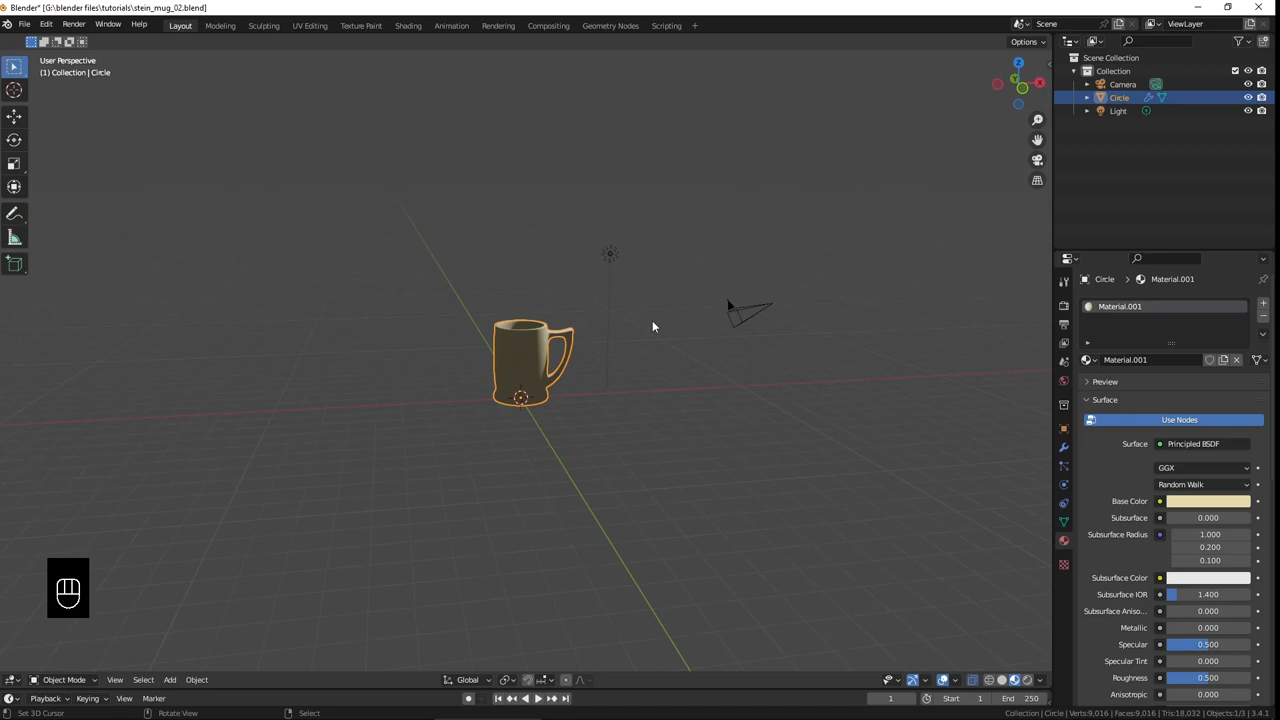 Blender* [G:\blender files\tutorials\stein_mug_02.blend]
File Edit Render Window Help Layout Modeling Sculpting UV Editing Texture Paint Shading Animation Rendering Compositing Geometry Nodes Scripting + Scene ViewLayer
Options
User Perspective
(1) Collection | Circle
Z
Y
X
Scene Collection
Collection
Camera
Circle
Light
Circle > Material.001
Material.001
Material.001
Preview
Surface
Use Nodes
Surface Principled BSDF
GGX
Random Walk
Base Color
Subsurface 0.000
Subsurface Radius 1.000
0.200
0.100
Subsurface Color
Subsurface IOR 1.400
Subsurface Aniso... 0.000
Metallic 0.000
Specular 0.500
Specular Tint 0.000
Roughness 0.500
Anisotropic 0.000
Object Mode View Select Add Object Global
Playback Keying View Marker 1 Start 1 End 250
Set 3D Cursor Rotate View Select Collection | Circle | Verts:9,016 | Faces:9,016 | Tris:18,032 | Objects:1/3 | 3.4.1